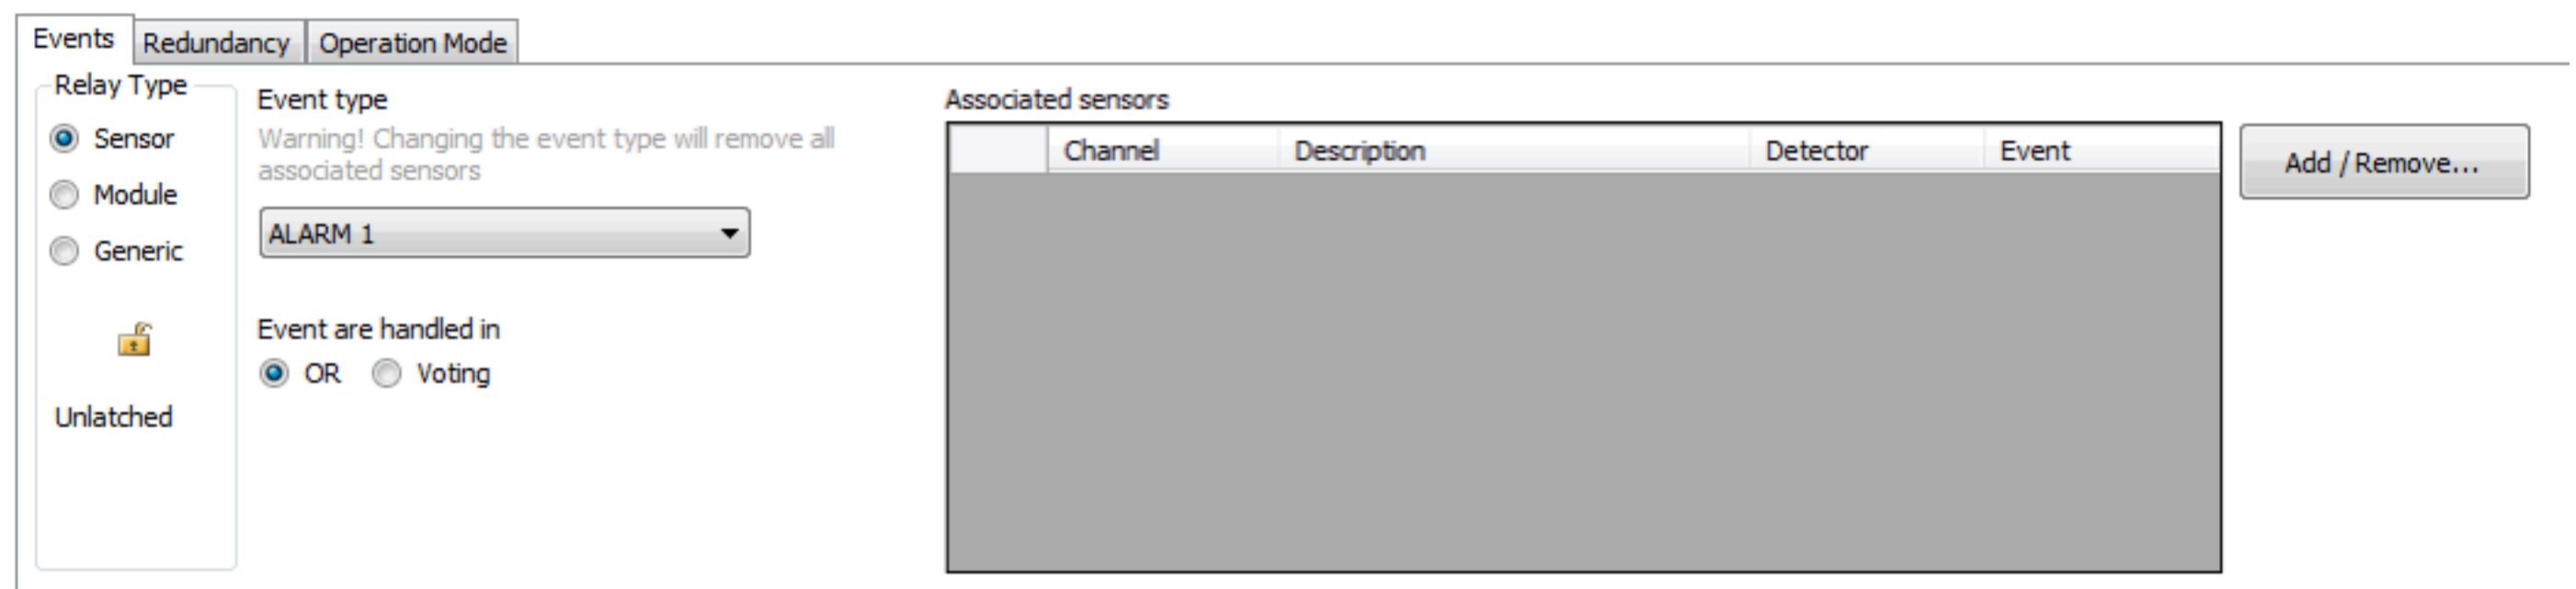 Events Redundancy Operation Mode
Relay Type
Sensor
Module
Generic
Unlatched
Event type
Warning! Changing the event type will remove all
associated sensors
ALARM 1
Event are handled in
OR Voting
Associated sensors
Channel Description Detector Event
Add / Remove...